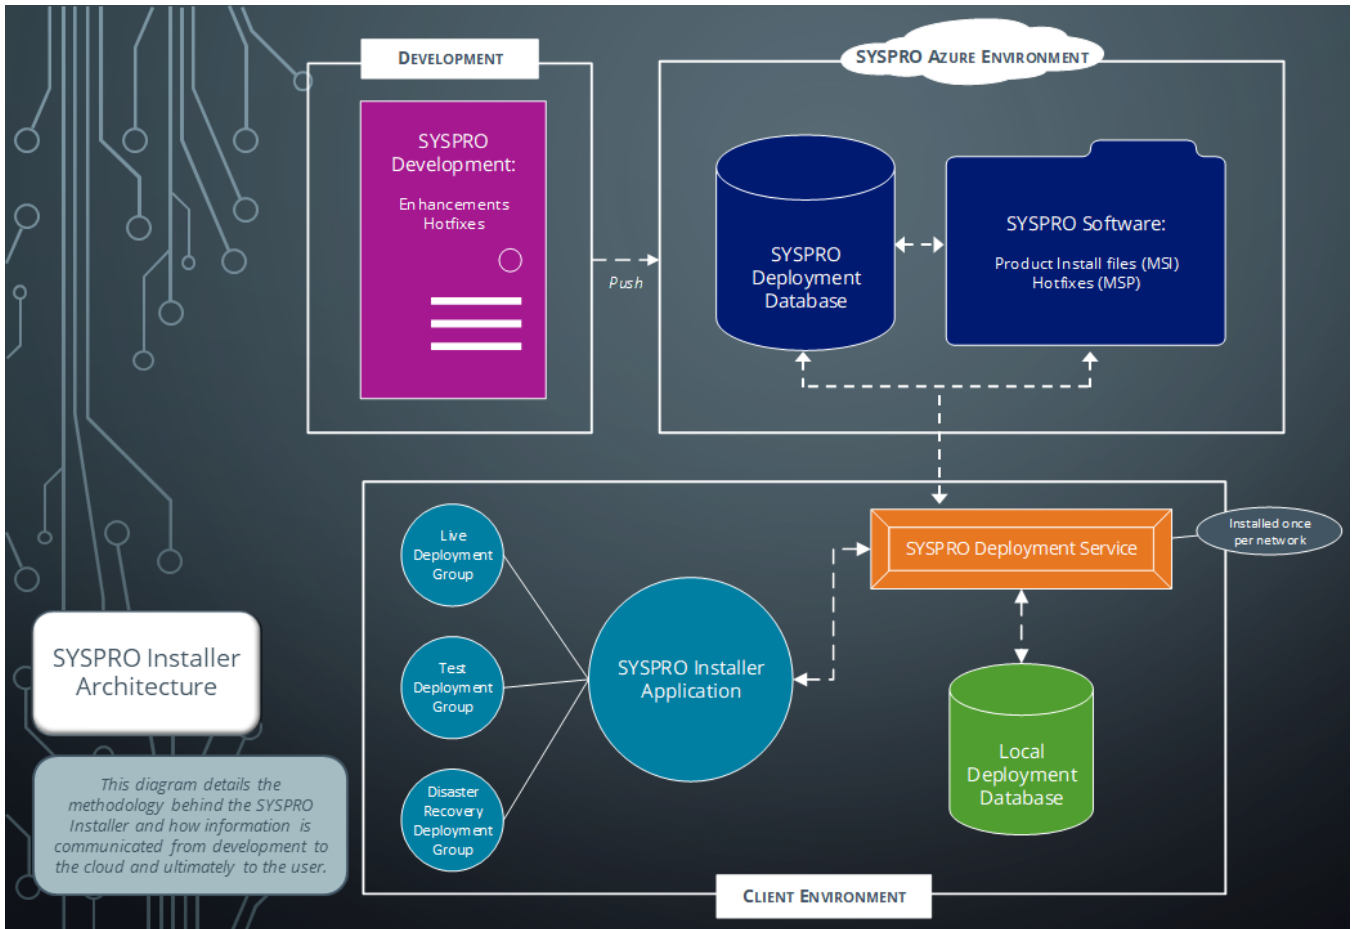 DEVELOPMENT
SYSPRO
Development:
Enhancements
Hotfixes
Push
SYSPRO AZURE ENVIRONMENT
SYSPRO
Deployment
Database
SYSPRO Software:
Product Install files (MSI)
Hotfixes (MSP)
Live
Deployment
Group
Test
Deployment
Group
Disaster
Recovery
Deployment
Group
SYSPRO Installer
Application
SYSPRO Deployment Service
Installed once
per network
Local
Deployment
Database
CLIENT ENVIRONMENT
SYSPRO Installer
Architecture
This diagram details the
methodology behind the SYSPRO
Installer and how information is
communicated from development to
the cloud and ultimately to the user.